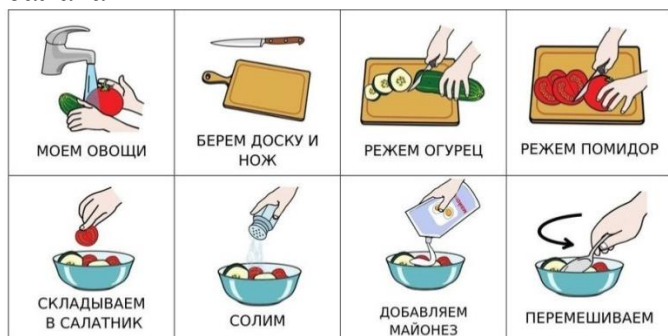 МОЕМ ОВОЩИ
БЕРЕМ ДОСКУ И
НОЖ
РЕЖЕМ ОГУРЕЦ
РЕЖЕМ ПОМИДОР
СКЛАДЫВАЕМ
В САЛАТНИК
СОЛИМ
ДОБАВЛЯЕМ
МАЙОНЕЗ
ПЕРЕМЕШИВАЕМ